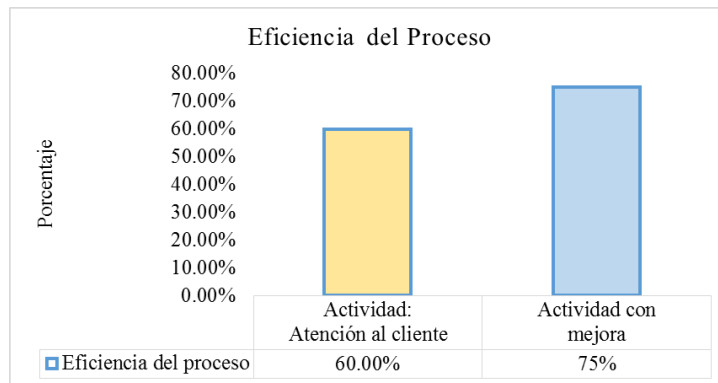 Eficiencia del Proceso
Porcentaje
80.00%
70.00%
60.00%
50.00%
40.00%
30.00%
20.00%
10.00%
0.00%
Actividad:
Atención al cliente
Actividad con
mejora
Eficiencia del proceso 60.00% 75%